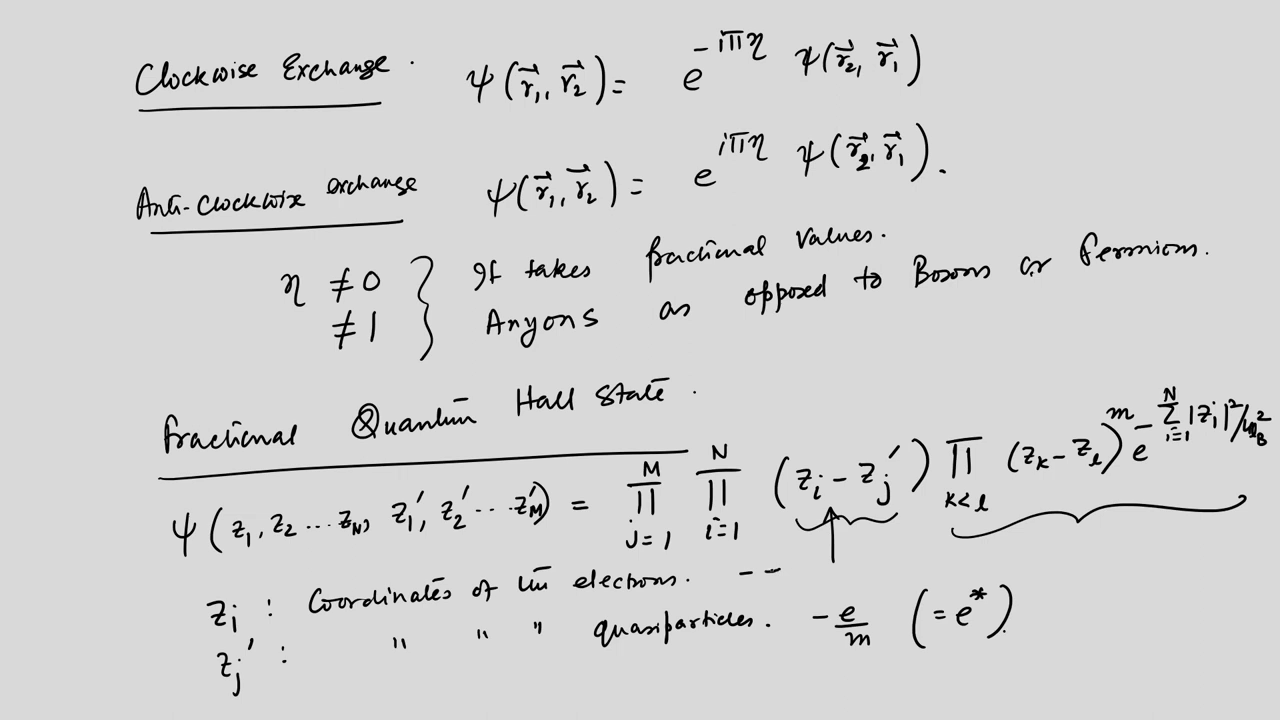 Clockwise Exchange. ψ(r⃗₁, r⃗₂) = e^{-iπη} ψ(r⃗₂, r⃗₁)
Anti-clockwise exchange ψ(r⃗₁, r⃗₂) = e^{iπη} ψ(r⃗₂, r⃗₁).
η ≠ 0 } It takes fractional values.
≠ 1 } Anyons as opposed to Bosons or fermions.
Fractional Quantum Hall State.
ψ(z₁, z₂ ... z_N, z₁′, z₂′ ... z_M′) = ∏_{j=1}^{M} ∏_{i=1}^{N} (z_i − z_j′) ∏_{k<l} (z_k − z_l)^m e^{−∑_{i=1}^{N} |z_i|²/4l_B²}
z_i : Coordinates of the electrons. --
z_j′ : " " " quasiparticles. −e/m (= e*).